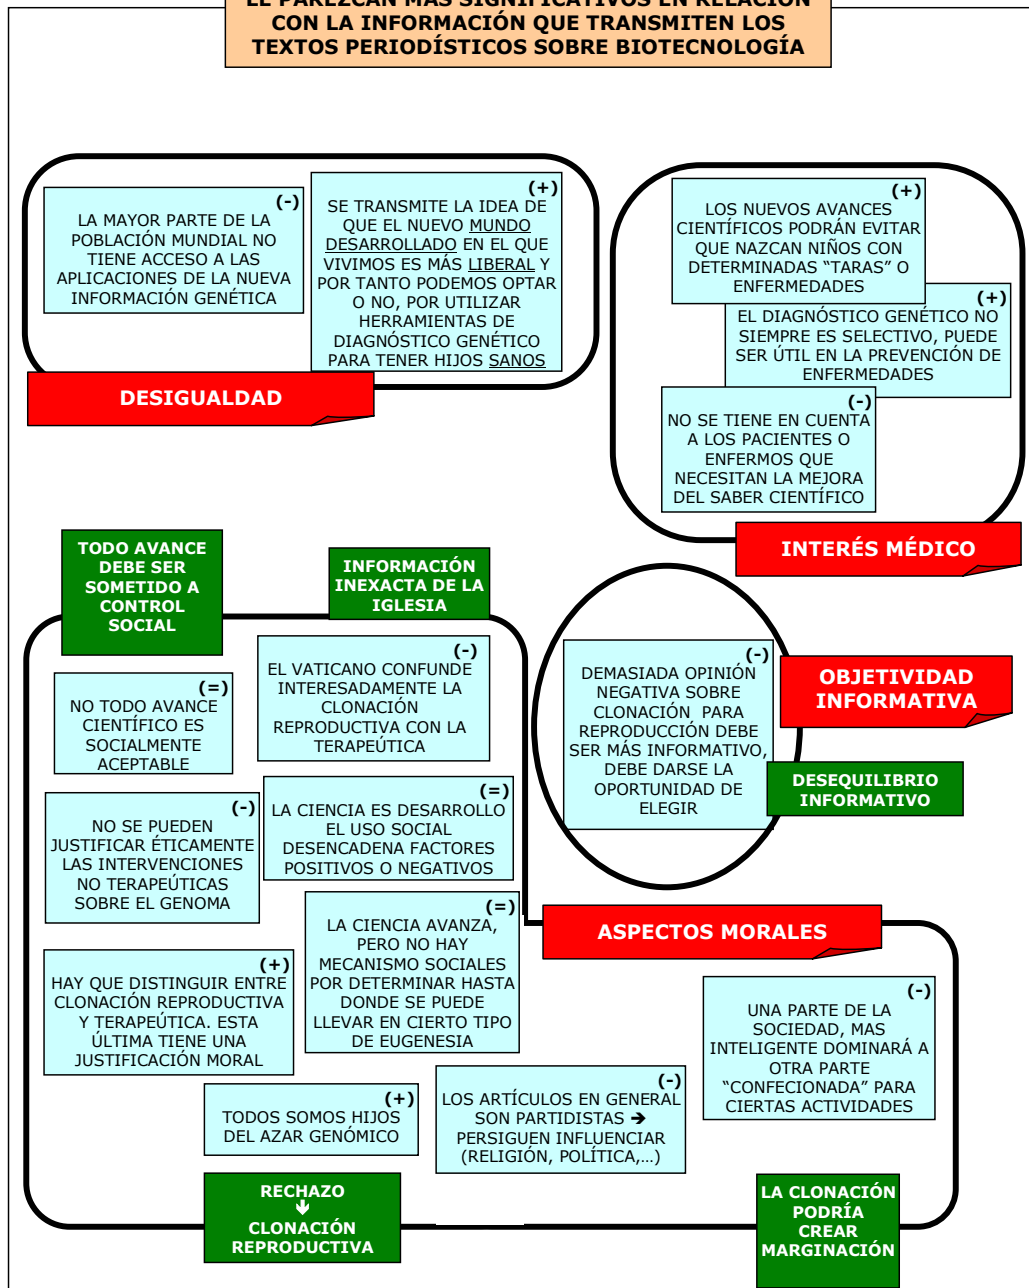 LE PAREZCAN MÁS SIGNIFICATIVOS EN RELACIÓN
CON LA INFORMACIÓN QUE TRANSMITEN LOS
TEXTOS PERIODÍSTICOS SOBRE BIOTECNOLOGÍA
(-)
LA MAYOR PARTE DE LA
POBLACIÓN MUNDIAL NO
TIENE ACCESO A LAS
APLICACIONES DE LA NUEVA
INFORMACIÓN GENÉTICA
(+)
SE TRANSMITE LA IDEA DE
QUE EL NUEVO MUNDO
DESARROLLADO EN EL QUE
VIVIMOS ES MÁS LIBERAL Y
POR TANTO PODEMOS OPTAR
O NO, POR UTILIZAR
HERRAMIENTAS DE
DIAGNÓSTICO GENÉTICO
PARA TENER HIJOS SANOS
DESIGUALDAD
(+)
LOS NUEVOS AVANCES
CIENTÍFICOS PODRÁN EVITAR
QUE NAZCAN NIÑOS CON
DETERMINADAS “TARAS” O
ENFERMEDADES
(+)
EL DIAGNÓSTICO GENÉTICO NO
SIEMPRE ES SELECTIVO, PUEDE
SER ÚTIL EN LA PREVENCIÓN DE
ENFERMEDADES
(-)
NO SE TIENE EN CUENTA
A LOS PACIENTES O
ENFERMOS QUE
NECESITAN LA MEJORA
DEL SABER CIENTÍFICO
INTERÉS MÉDICO
TODO AVANCE
DEBE SER
SOMETIDO A
CONTROL
SOCIAL
INFORMACIÓN
INEXACTA DE LA
IGLESIA
(-)
EL VATICANO CONFUNDE
INTERESADAMENTE LA
CLONACIÓN
REPRODUCTIVA CON LA
TERAPEÚTICA
(=)
NO TODO AVANCE
CIENTÍFICO ES
SOCIALMENTE
ACEPTABLE
(-)
DEMASIADA OPINIÓN
NEGATIVA SOBRE
CLONACIÓN PARA
REPRODUCCIÓN DEBE
SER MÁS INFORMATIVO,
DEBE DARSE LA
OPORTUNIDAD DE
ELEGIR
OBJETIVIDAD
INFORMATIVA
DESEQUILIBRIO
INFORMATIVO
(-)
NO SE PUEDEN
JUSTIFICAR ÉTICAMENTE
LAS INTERVENCIONES
NO TERAPEÚTICAS
SOBRE EL GENOMA
(=)
LA CIENCIA ES DESARROLLO
EL USO SOCIAL
DESENCADENA FACTORES
POSITIVOS O NEGATIVOS
(=)
LA CIENCIA AVANZA,
PERO NO HAY
MECANISMO SOCIALES
POR DETERMINAR HASTA
DONDE SE PUEDE
LLEVAR EN CIERTO TIPO
DE EUGENESIA
ASPECTOS MORALES
(+)
HAY QUE DISTINGUIR ENTRE
CLONACIÓN REPRODUCTIVA
Y TERAPEÚTICA. ESTA
ÚLTIMA TIENE UNA
JUSTIFICACIÓN MORAL
(-)
UNA PARTE DE LA
SOCIEDAD, MAS
INTELIGENTE DOMINARÁ A
OTRA PARTE
“CONFECIONADA” PARA
CIERTAS ACTIVIDADES
(+)
TODOS SOMOS HIJOS
DEL AZAR GENÓMICO
(-)
LOS ARTÍCULOS EN GENERAL
SON PARTIDISTAS ➔
PERSIGUEN INFLUENCIAR
(RELIGIÓN, POLÍTICA,…)
RECHAZO
↓
CLONACIÓN
REPRODUCTIVA
LA CLONACIÓN
PODRÍA
CREAR
MARGINACIÓN